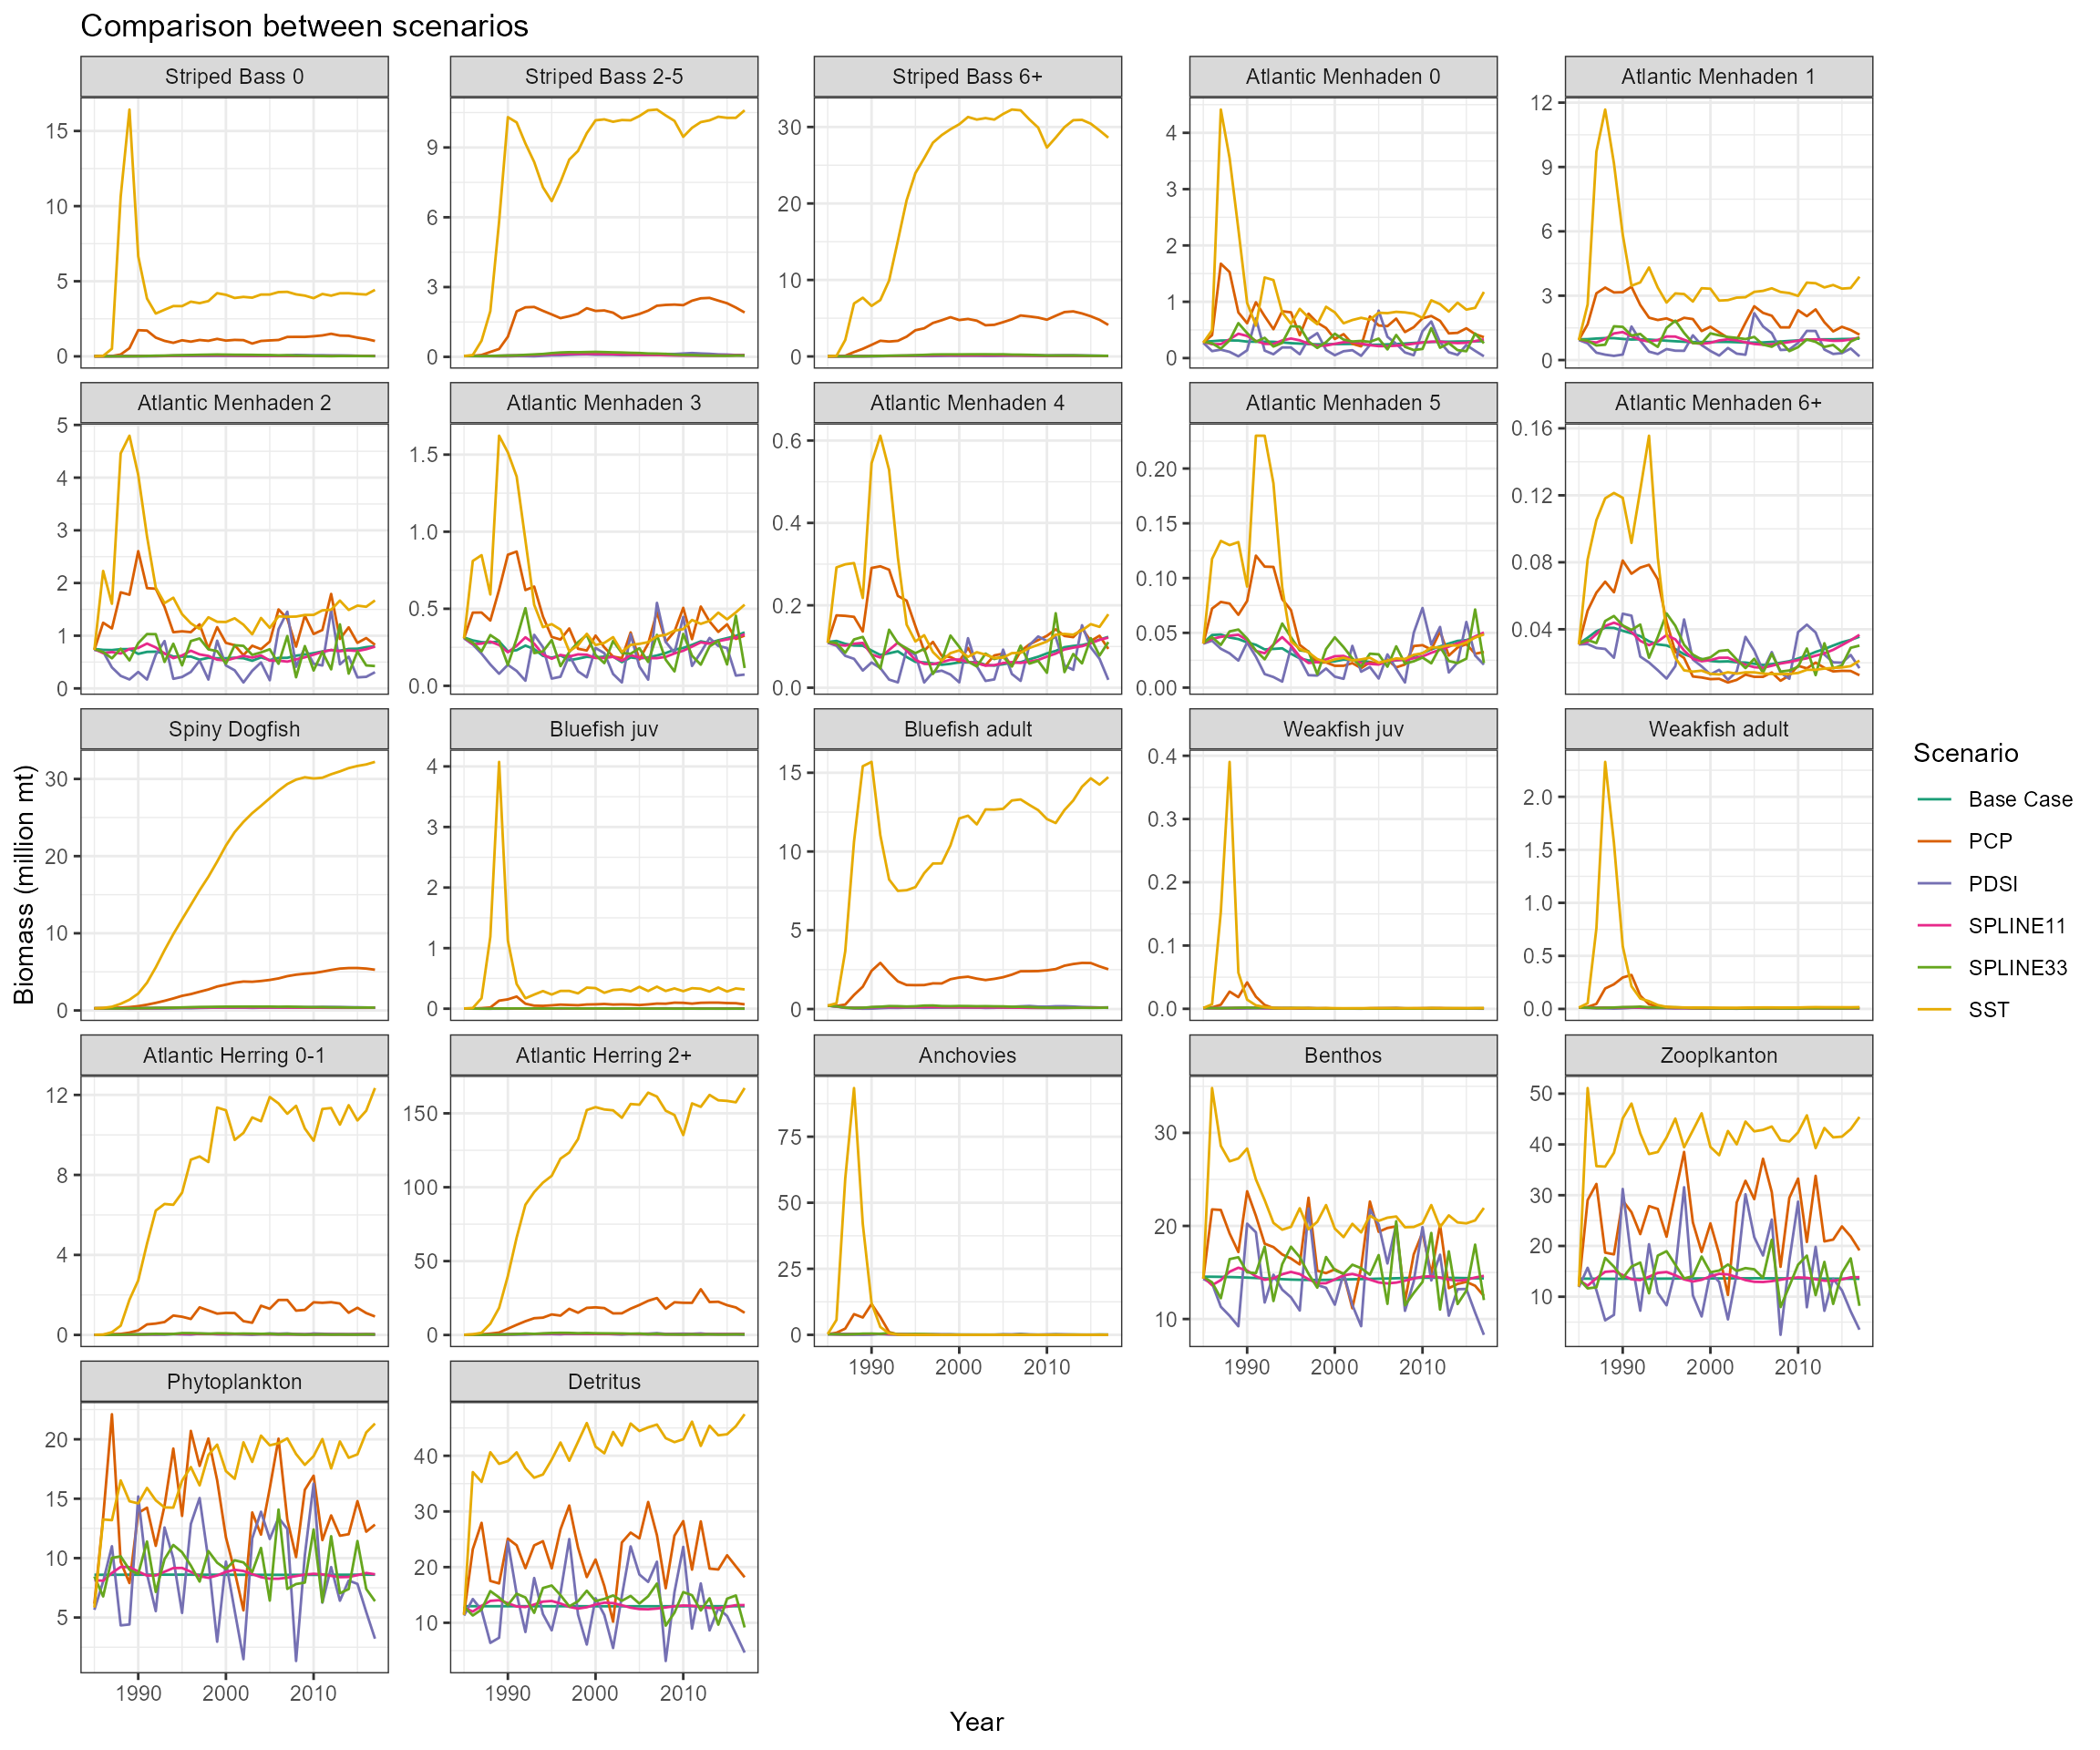 Comparison between scenarios
Striped Bass 0
Striped Bass 2-5
Striped Bass 6+
Atlantic Menhaden 0
Atlantic Menhaden 1
15
10
5
0
9
6
3
0
30
20
10
0
4
3
2
1
0
12
9
6
3
0
Atlantic Menhaden 2
Atlantic Menhaden 3
Atlantic Menhaden 4
Atlantic Menhaden 5
Atlantic Menhaden 6+
5
4
3
2
1
0
1.5
1.0
0.5
0.0
0.6
0.4
0.2
0.0
0.20
0.15
0.10
0.05
0.00
0.16
0.12
0.08
0.04
Spiny Dogfish
Bluefish juv
Bluefish adult
Weakfish juv
Weakfish adult
30
20
10
0
4
3
2
1
0
15
10
5
0
0.4
0.3
0.2
0.1
0.0
2.0
1.5
1.0
0.5
0.0
Atlantic Herring 0-1
Atlantic Herring 2+
Anchovies
Benthos
Zooplkanton
12
8
4
0
150
100
50
0
75
50
25
0
30
20
10
50
40
30
20
10
1990 2000 2010
1990 2000 2010
1990 2000 2010
Phytoplankton
Detritus
20
15
10
5
40
30
20
10
1990 2000 2010
1990 2000 2010
Year
Biomass (million mt)
Scenario
Base Case
PCP
PDSI
SPLINE11
SPLINE33
SST